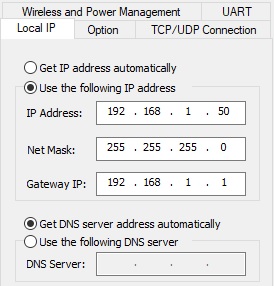 Wireless and Power Management UART
Local IP Option TCP/UDP Connection
Get IP address automatically
Use the following IP address
IP Address: 192 . 168 . 1 . 50
Net Mask: 255 . 255 . 255 . 0
Gateway IP: 192 . 168 . 1 . 1
Get DNS server address automatically
Use the following DNS server
DNS Server: . . .